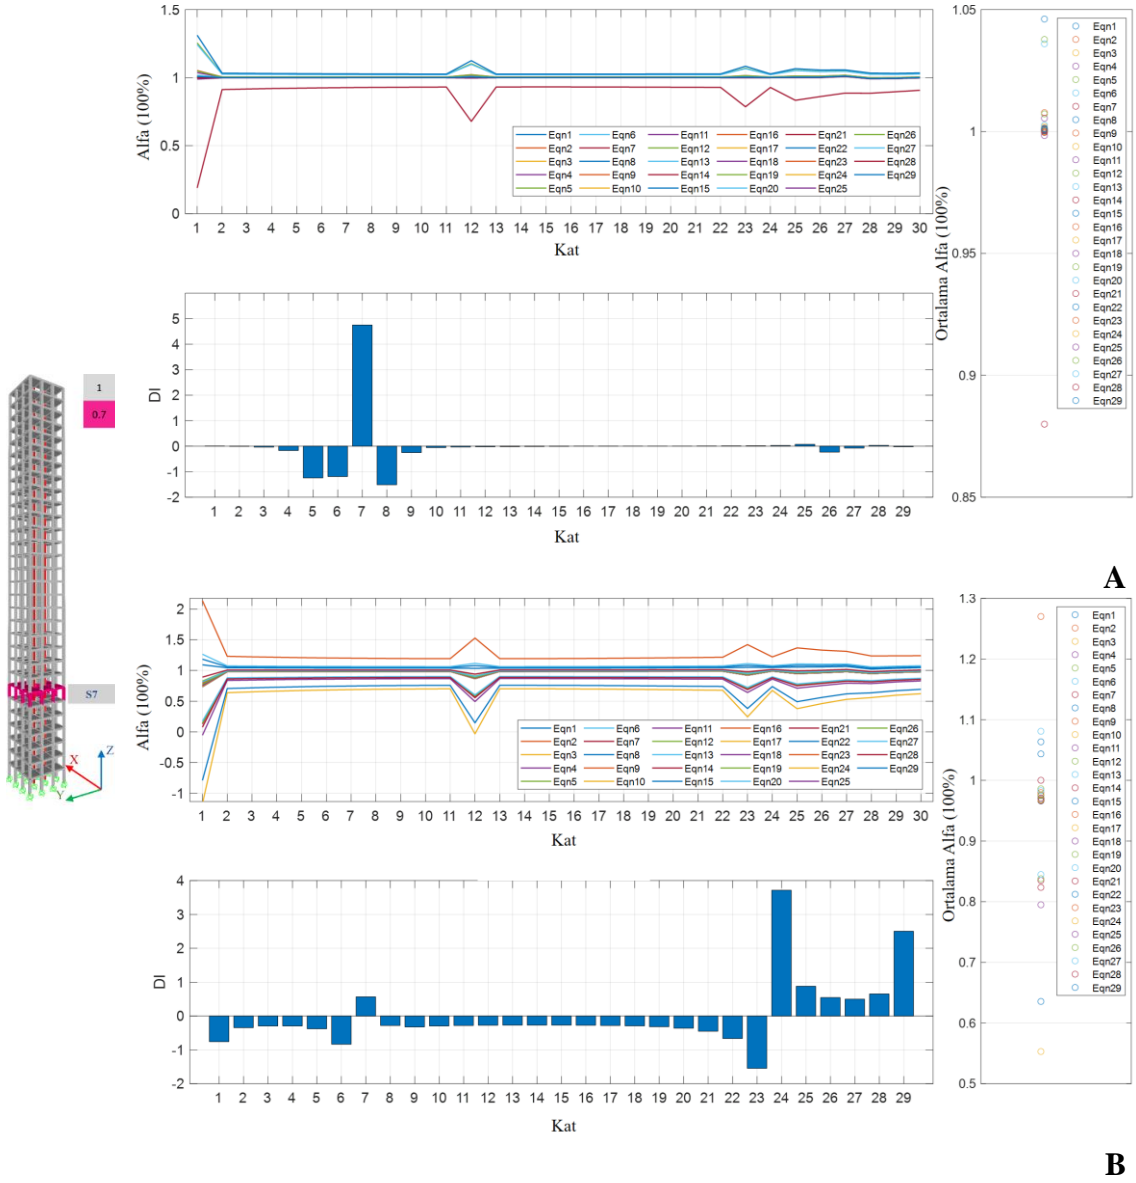 1.5
1
0.5
0
Alfa (100%)
Eqn1 Eqn6 Eqn11 Eqn16 Eqn21 Eqn26
Eqn2 Eqn7 Eqn12 Eqn17 Eqn22 Eqn27
Eqn3 Eqn8 Eqn13 Eqn18 Eqn23 Eqn28
Eqn4 Eqn9 Eqn14 Eqn19 Eqn24 Eqn29
Eqn5 Eqn10 Eqn15 Eqn20 Eqn25
1 2 3 4 5 6 7 8 9 10 11 12 13 14 15 16 17 18 19 20 21 22 23 24 25 26 27 28 29 30
Kat
5
4
3
2
1
0
-1
-2
DI
1 2 3 4 5 6 7 8 9 10 11 12 13 14 15 16 17 18 19 20 21 22 23 24 25 26 27 28 29
Kat
1.05
1
0.95
0.9
0.85
Ortalama Alfa (100%)
Eqn1
Eqn2
Eqn3
Eqn4
Eqn5
Eqn6
Eqn7
Eqn8
Eqn9
Eqn10
Eqn11
Eqn12
Eqn13
Eqn14
Eqn15
Eqn16
Eqn17
Eqn18
Eqn19
Eqn20
Eqn21
Eqn22
Eqn23
Eqn24
Eqn25
Eqn26
Eqn27
Eqn28
Eqn29
A
1
0.7
S7
X
Z
Y
2
1.5
1
0.5
0
-0.5
-1
Alfa (100%)
Eqn1 Eqn6 Eqn11 Eqn16 Eqn21 Eqn26
Eqn2 Eqn7 Eqn12 Eqn17 Eqn22 Eqn27
Eqn3 Eqn8 Eqn13 Eqn18 Eqn23 Eqn28
Eqn4 Eqn9 Eqn14 Eqn19 Eqn24 Eqn29
Eqn5 Eqn10 Eqn15 Eqn20 Eqn25
1 2 3 4 5 6 7 8 9 10 11 12 13 14 15 16 17 18 19 20 21 22 23 24 25 26 27 28 29 30
Kat
4
3
2
1
0
-1
-2
DI
1 2 3 4 5 6 7 8 9 10 11 12 13 14 15 16 17 18 19 20 21 22 23 24 25 26 27 28 29
Kat
1.3
1.2
1.1
1
0.9
0.8
0.7
0.6
0.5
Ortalama Alfa (100%)
Eqn1
Eqn2
Eqn3
Eqn4
Eqn5
Eqn6
Eqn7
Eqn8
Eqn9
Eqn10
Eqn11
Eqn12
Eqn13
Eqn14
Eqn15
Eqn16
Eqn17
Eqn18
Eqn19
Eqn20
Eqn21
Eqn22
Eqn23
Eqn24
Eqn25
Eqn26
Eqn27
Eqn28
Eqn29
B